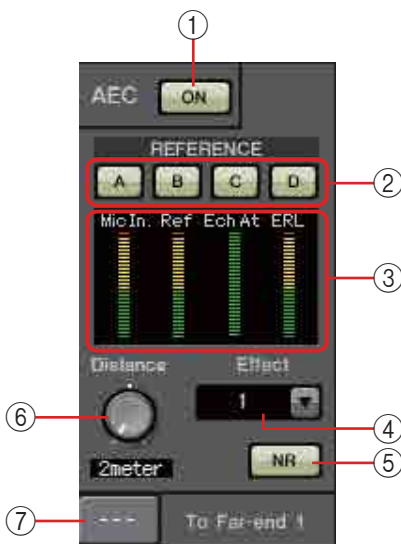 1
AEC ON
REFERENCE
A B C D
2
Mic In. Ref Ech At ERL
3
Distance Effect
1
6
4
2meter NR
5
7
--- To Far-end 1